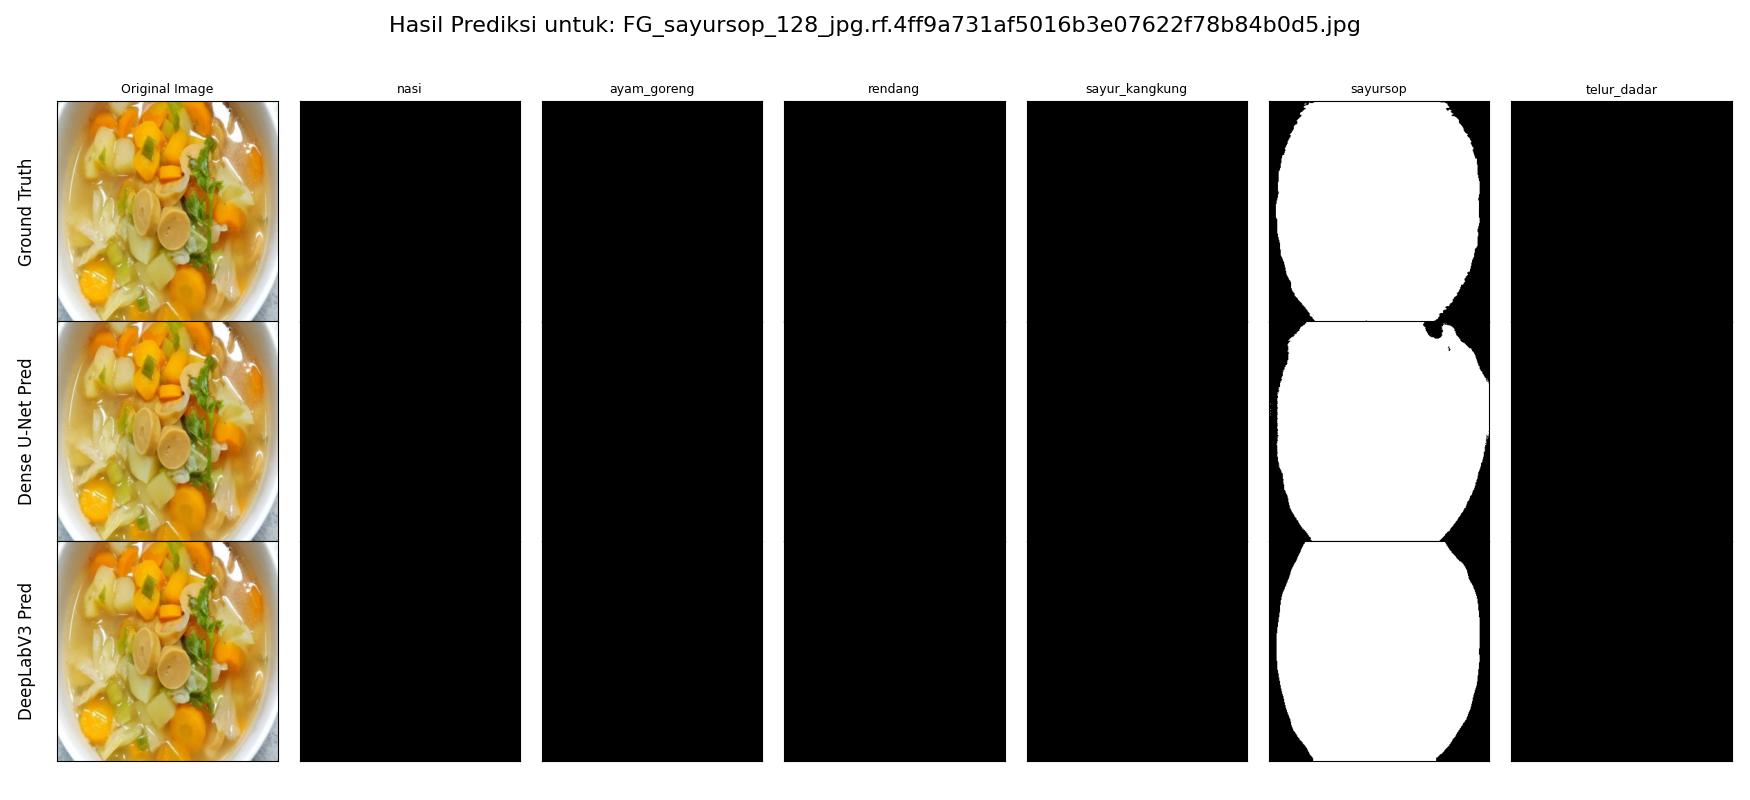 Hasil Prediksi untuk: FG_sayursop_128_jpg.rf.4ff9a731af5016b3e07622f78b84b0d5.jpg
Original Image nasi ayam_goreng rendang sayur_kangkung sayursop telur_dadar
Ground Truth
Dense U-Net Pred
DeepLabV3 Pred